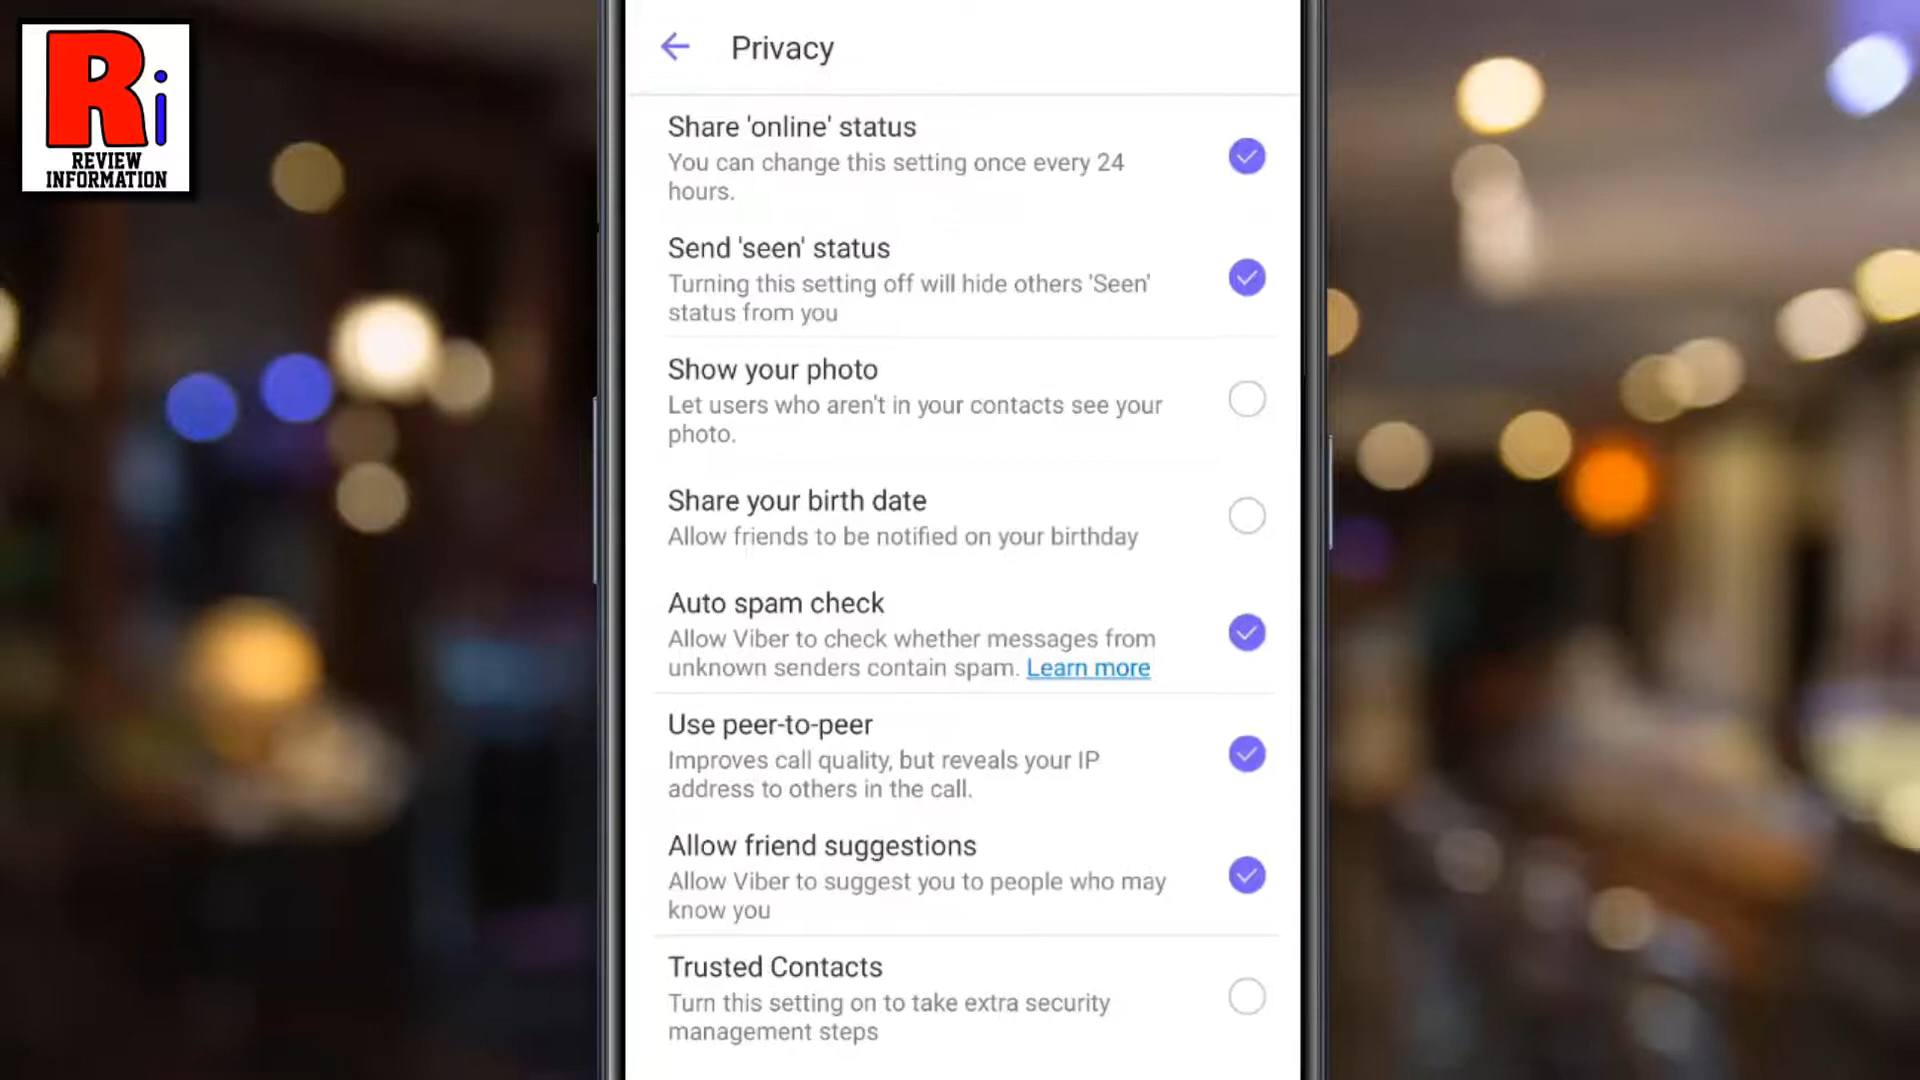 Ri
REVIEW
INFORMATION
Privacy
Share 'online' status
You can change this setting once every 24
hours.
Send 'seen' status
Turning this setting off will hide others 'Seen'
status from you
Show your photo
Let users who aren't in your contacts see your
photo.
Share your birth date
Allow friends to be notified on your birthday
Auto spam check
Allow Viber to check whether messages from
unknown senders contain spam. Learn more
Use peer-to-peer
Improves call quality, but reveals your IP
address to others in the call.
Allow friend suggestions
Allow Viber to suggest you to people who may
know you
Trusted Contacts
Turn this setting on to take extra security
management steps